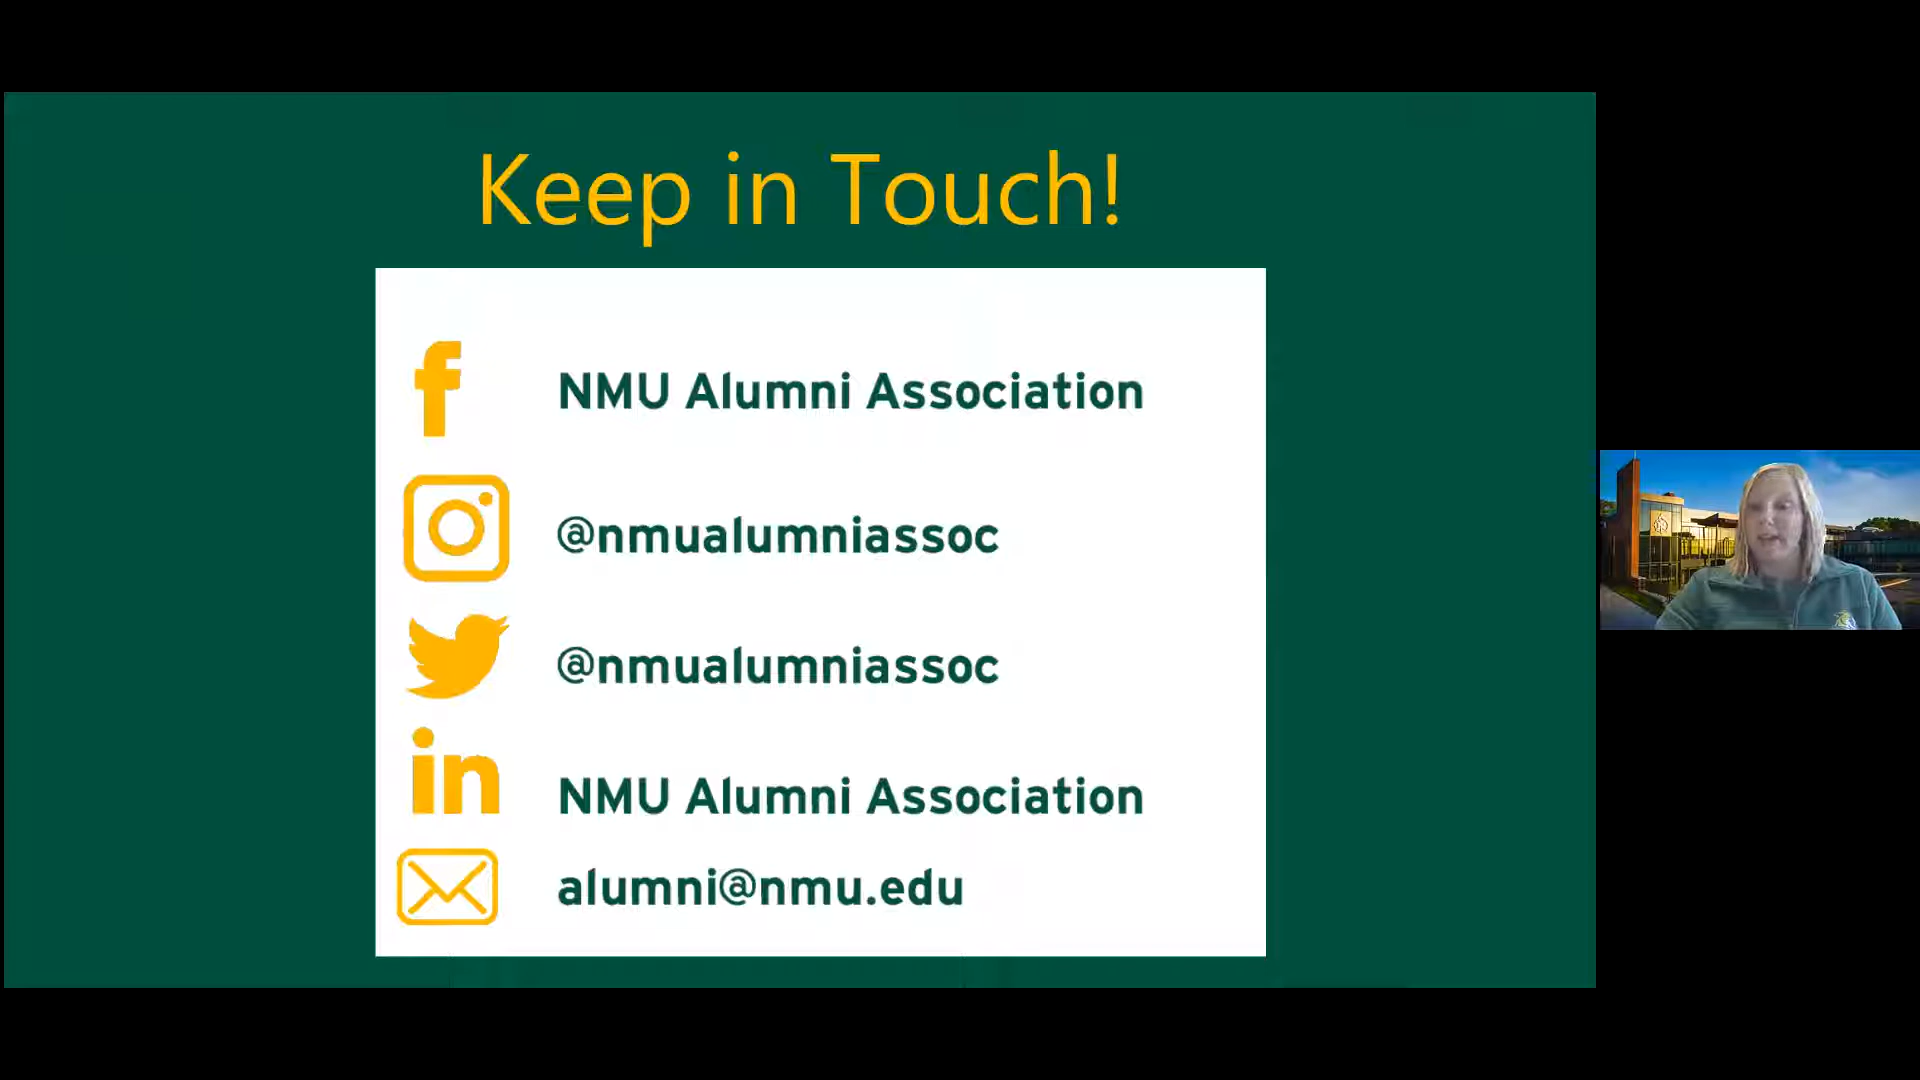 Keep in Touch!
NMU Alumni Association
@nmualumniassoc
@nmualumniassoc
NMU Alumni Association
alumni@nmu.edu